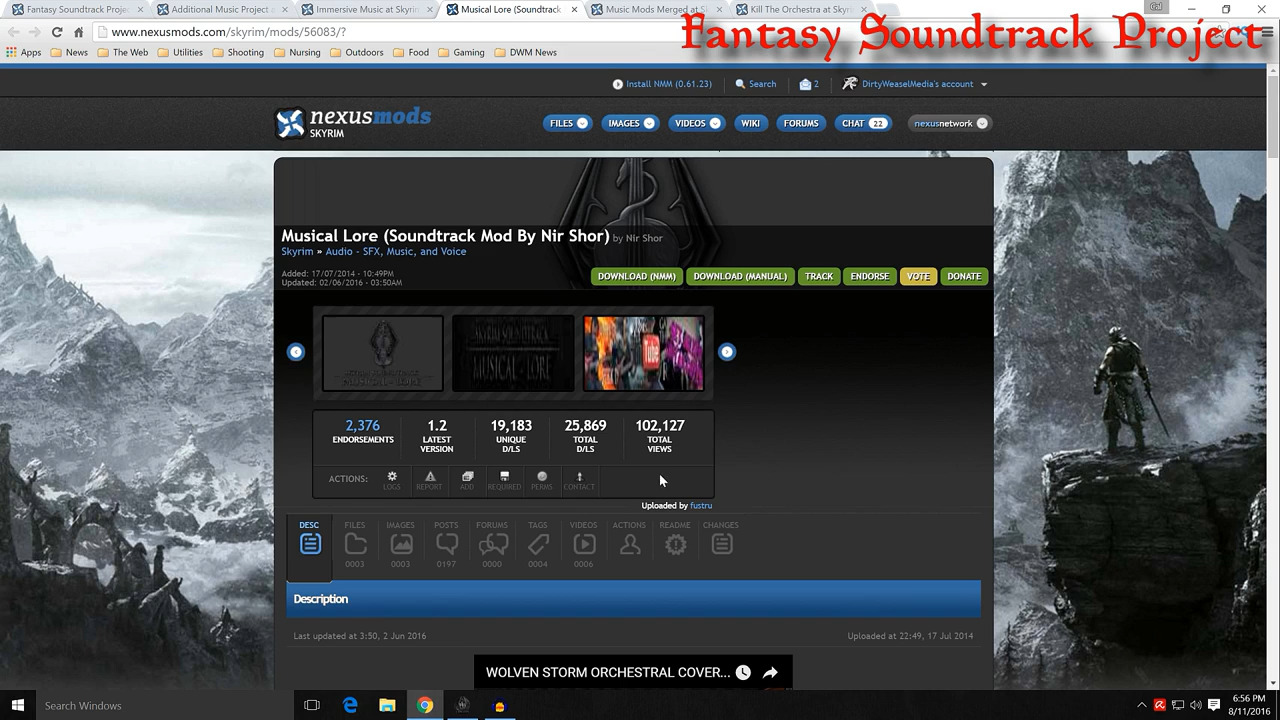 Fantasy Soundtrack Projec
Additional Music Project a
Immersive Music at Skyrim
Musical Lore (Soundtrack
Music Mods Merged at Sk
Kill The Orchestra at Skyri
www.nexusmods.com/skyrim/mods/56083/?
Fantasy Soundtrack Project
Apps News The Web Utilities Shooting Nursing Outdoors Food Gaming DWM News
Install NMM (0.61.23) Search 2 DirtyWeaselMedia's account
nexusmods
SKYRIM
FILES IMAGES VIDEOS WIKI FORUMS CHAT 22 nexusnetwork
Musical Lore (Soundtrack Mod By Nir Shor) by Nir Shor
Skyrim » Audio - SFX, Music, and Voice
Added: 17/07/2014 - 10:49PM
Updated: 02/06/2016 - 03:50AM
DOWNLOAD (NMM) DOWNLOAD (MANUAL) TRACK ENDORSE VOTE DONATE
SKYRIM SOUNDTRACK
MUSICAL - LORE
Tube
2,376 1.2 19,183 25,869 102,127
ENDORSEMENTS LATEST VERSION UNIQUE D/LS TOTAL D/LS TOTAL VIEWS
ACTIONS: LOGS REPORT ADD REQUIRED PERMS CONTACT
Uploaded by fustru
DESC FILES IMAGES POSTS FORUMS TAGS VIDEOS ACTIONS README CHANGES
0003 0003 0197 0000 0004 0006
Description
Last updated at 3:50, 2 Jun 2016 Uploaded at 22:49, 17 Jul 2014
WOLVEN STORM ORCHESTRAL COVER...
Search Windows
6:56 PM
8/11/2016